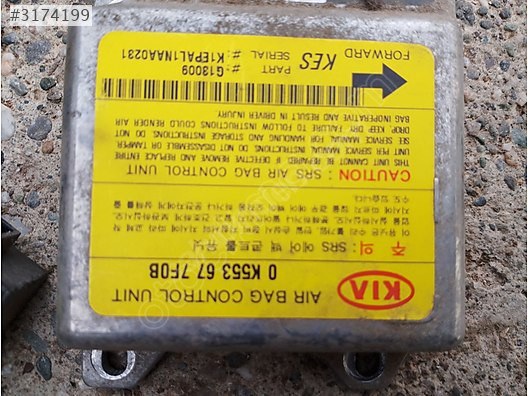 #3174199
KIA
AIR BAG CONTROL UNIT
0 K553 67 7F0B
주 의 : SRS 에어 백 콘트롤 유닛
CAUTION : SRS AIR BAG CONTROL UNIT
THIS UNIT CANNOT BE REPAIRED. IF DEFECTIVE REMOVE AND REPLACE ENTIRE
UNIT PER SERVICE MANUAL INSTRUCTIONS. DO NOT DISASSEMBLE OR TAMPER.
SEE SERVICE MANUAL FOR HANDLING AND STORAGE INSTRUCTIONS. DO NOT
DROP. KEEP DRY. FAILURE TO FOLLOW INSTRUCTIONS COULD RENDER AIR
BAG INOPERATIVE AND RESULT IN DRIVER INJURY.
PART #: G18009
SERIAL #: K1EPAL1NAA0231
KES
FORWARD
sahibinden.com